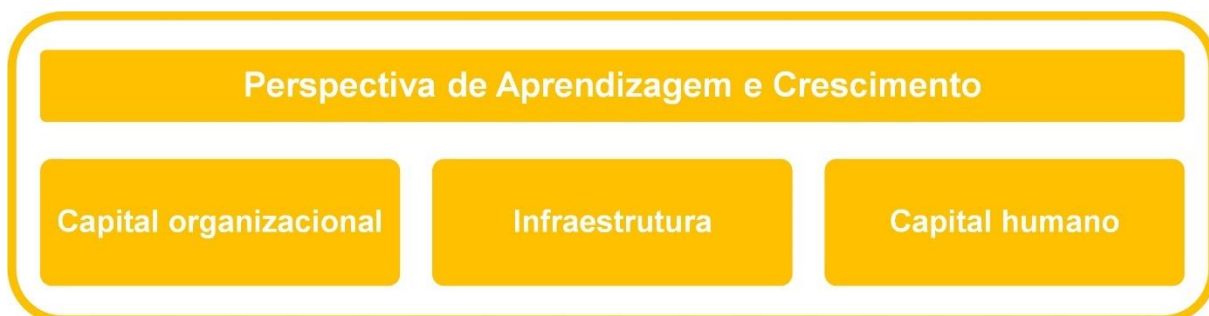 Perspectiva de Aprendizagem e Crescimento
Capital organizacional
Infraestrutura
Capital humano